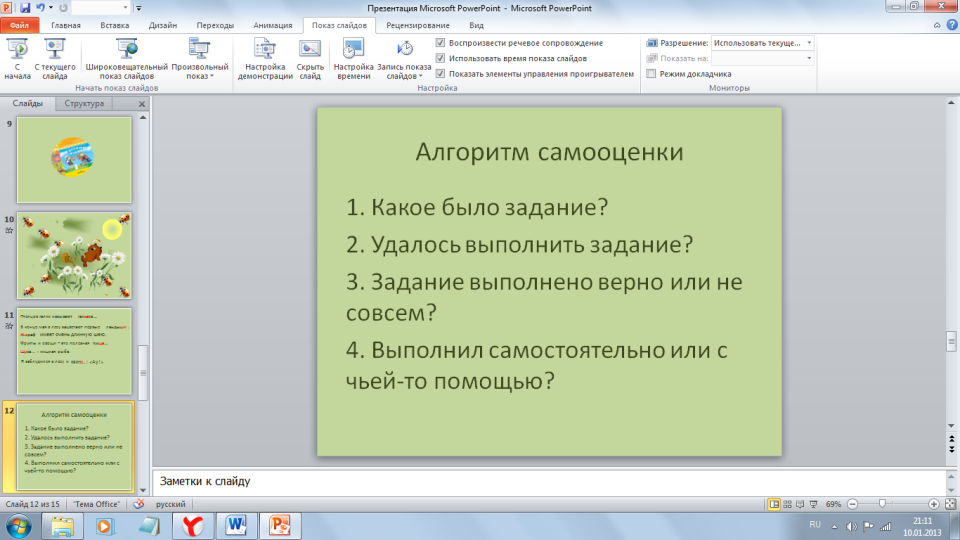 Презентация Microsoft PowerPoint - Microsoft PowerPoint
Файл Главная Вставка Дизайн Переходы Анимация Показ слайдов Рецензирование Вид
С начала
С текущего слайда
Широковещательный показ слайдов
Произвольный показ
Начать показ слайдов
Настройка демонстрации
Скрыть слайд
Настройка времени
Запись показа слайдов
Воспроизвести речевое сопровождение
Использовать время показа слайдов
Показать элементы управления проигрывателем
Настройка
Разрешение: Использовать текуще...
Показать на:
Режим докладчика
Мониторы
Слайды Структура
9
10
11
12
Алгоритм самооценки
1. Какое было задание?
2. Удалось выполнить задание?
3. Задание выполнено верно или не
совсем?
4. Выполнил самостоятельно или с
чьей-то помощью?
Алгоритм самооценки
1. Какое было задание?
2. Удалось выполнить задание?
3. Задание выполнено верно или не
совсем?
4. Выполнил самостоятельно или с
чьей-то помощью?
Заметки к слайду
Слайд 12 из 15 "Тема Office" русский 69%
RU
21:11
10.01.2013